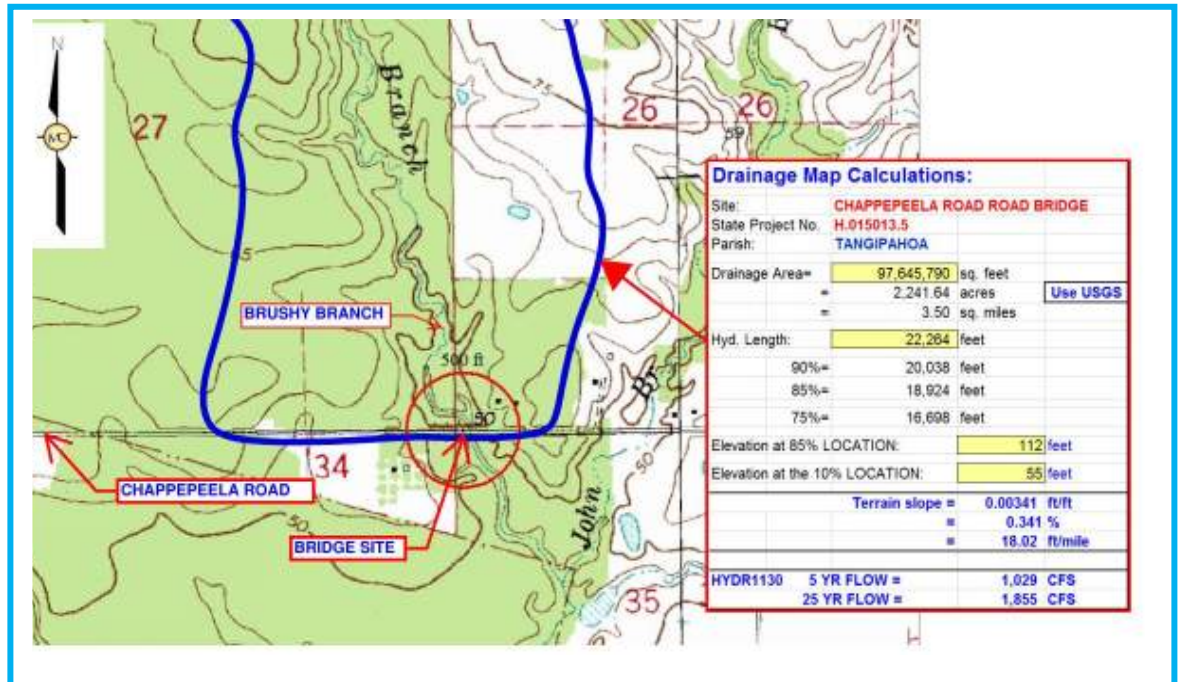 N
MC
27
Branch
75
26
26
59
65
BRUSHY BRANCH
500 ft
50
Br
34
CHAPPEPEELA ROAD
50
BRIDGE SITE
John
50
35
Drainage Map Calculations:
Site: CHAPPEPEELA ROAD ROAD BRIDGE
State Project No. H.015013.5
Parish: TANGIPAHOA
Drainage Area= 97,645,790 sq. feet
= 2,241.64 acres Use USGS
= 3.50 sq. miles
Hyd. Length: 22,264 feet
90%= 20,038 feet
85%= 18,924 feet
75%= 16,698 feet
Elevation at 85% LOCATION: 112 feet
Elevation at the 10% LOCATION: 55 feet
Terrain slope = 0.00341 ft/ft
= 0.341 %
= 18.02 ft/mile
HYDR1130 5 YR FLOW = 1,029 CFS
25 YR FLOW = 1,855 CFS